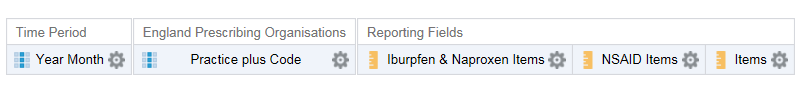 Time Period England Prescribing Organisations Reporting Fields
Year Month Practice plus Code Iburpfen & Naproxen Items NSAID Items Items